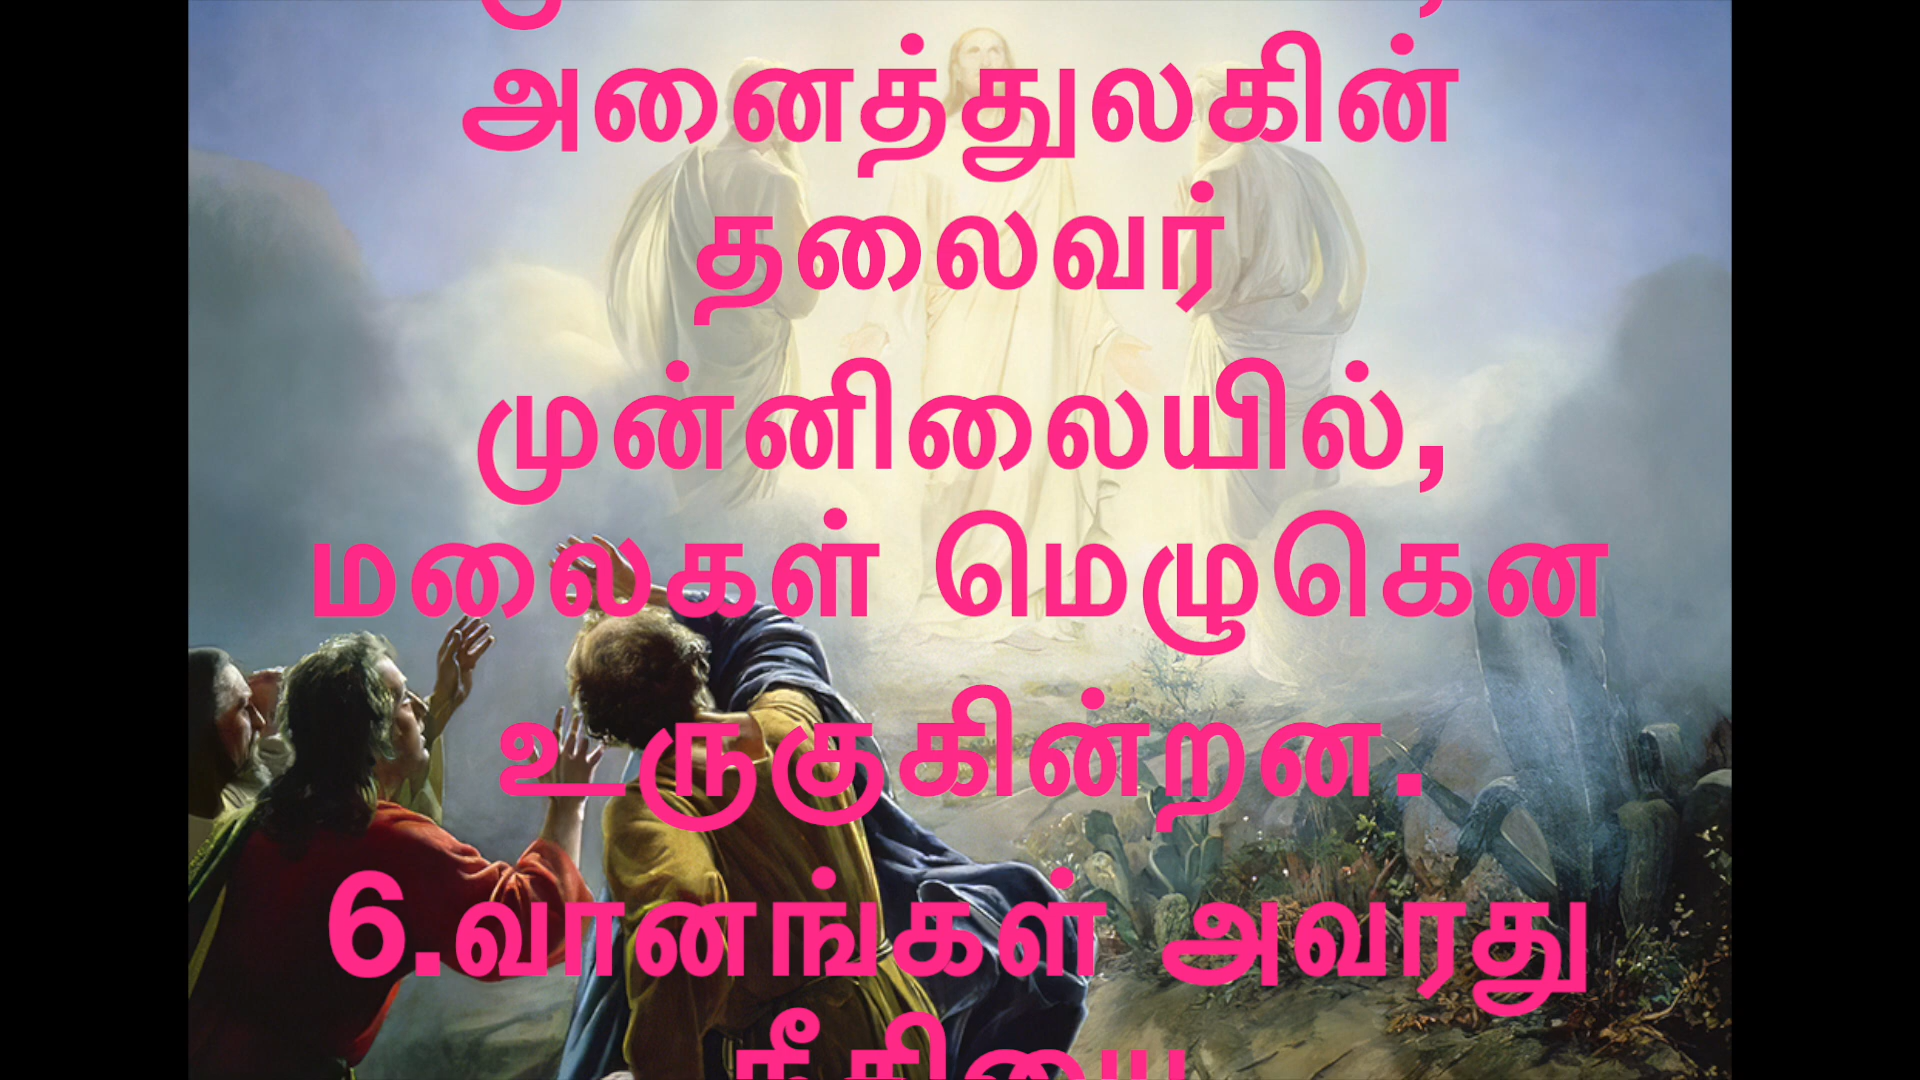 அனைத்துலகின்
தலைவர்
முன்னிலையில்,
மலைகள் மெழுகென
உருகுகின்றன.
6.வானங்கள் அவரது
நீதியை